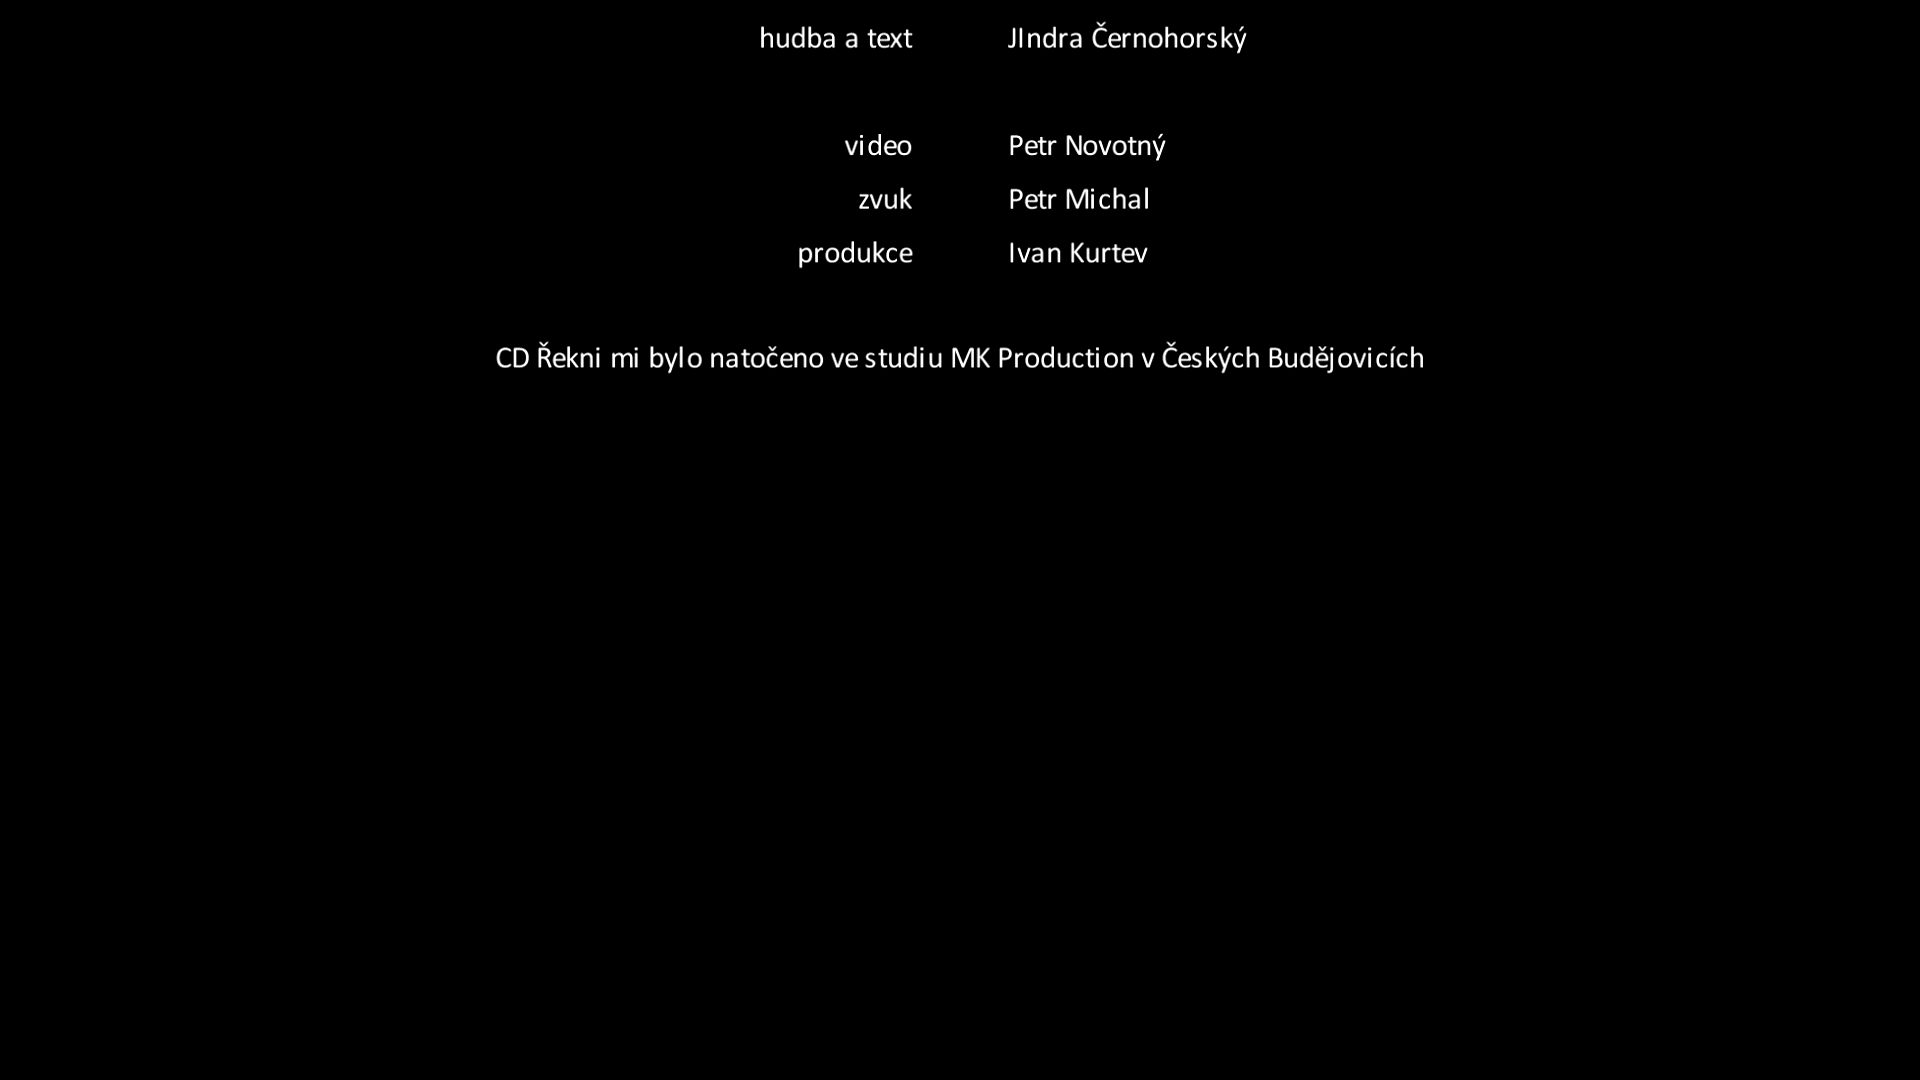 hudba a text JIndra Černohorský
video Petr Novotný
zvuk Petr Michal
produkce Ivan Kurtev
CD Řekni mi bylo natočeno ve studiu MK Production v Českých Budějovicích